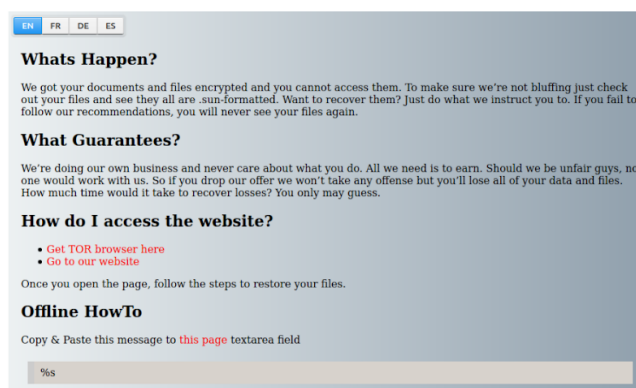 EN FR DE ES
Whats Happen?
We got your documents and files encrypted and you cannot access them. To make sure we're not bluffing just check
out your files and see they all are .sun-formatted. Want to recover them? Just do what we instruct you to. If you fail to
follow our recommendations, you will never see your files again.
What Guarantees?
We're doing our own business and never care about what you do. All we need is to earn. Should we be unfair guys, no
one would work with us. So if you drop our offer we won't take any offense but you'll lose all of your data and files.
How much time would it take to recover losses? You only may guess.
How do I access the website?
Get TOR browser here
Go to our website
Once you open the page, follow the steps to restore your files.
Offline HowTo
Copy & Paste this message to this page textarea field
%s